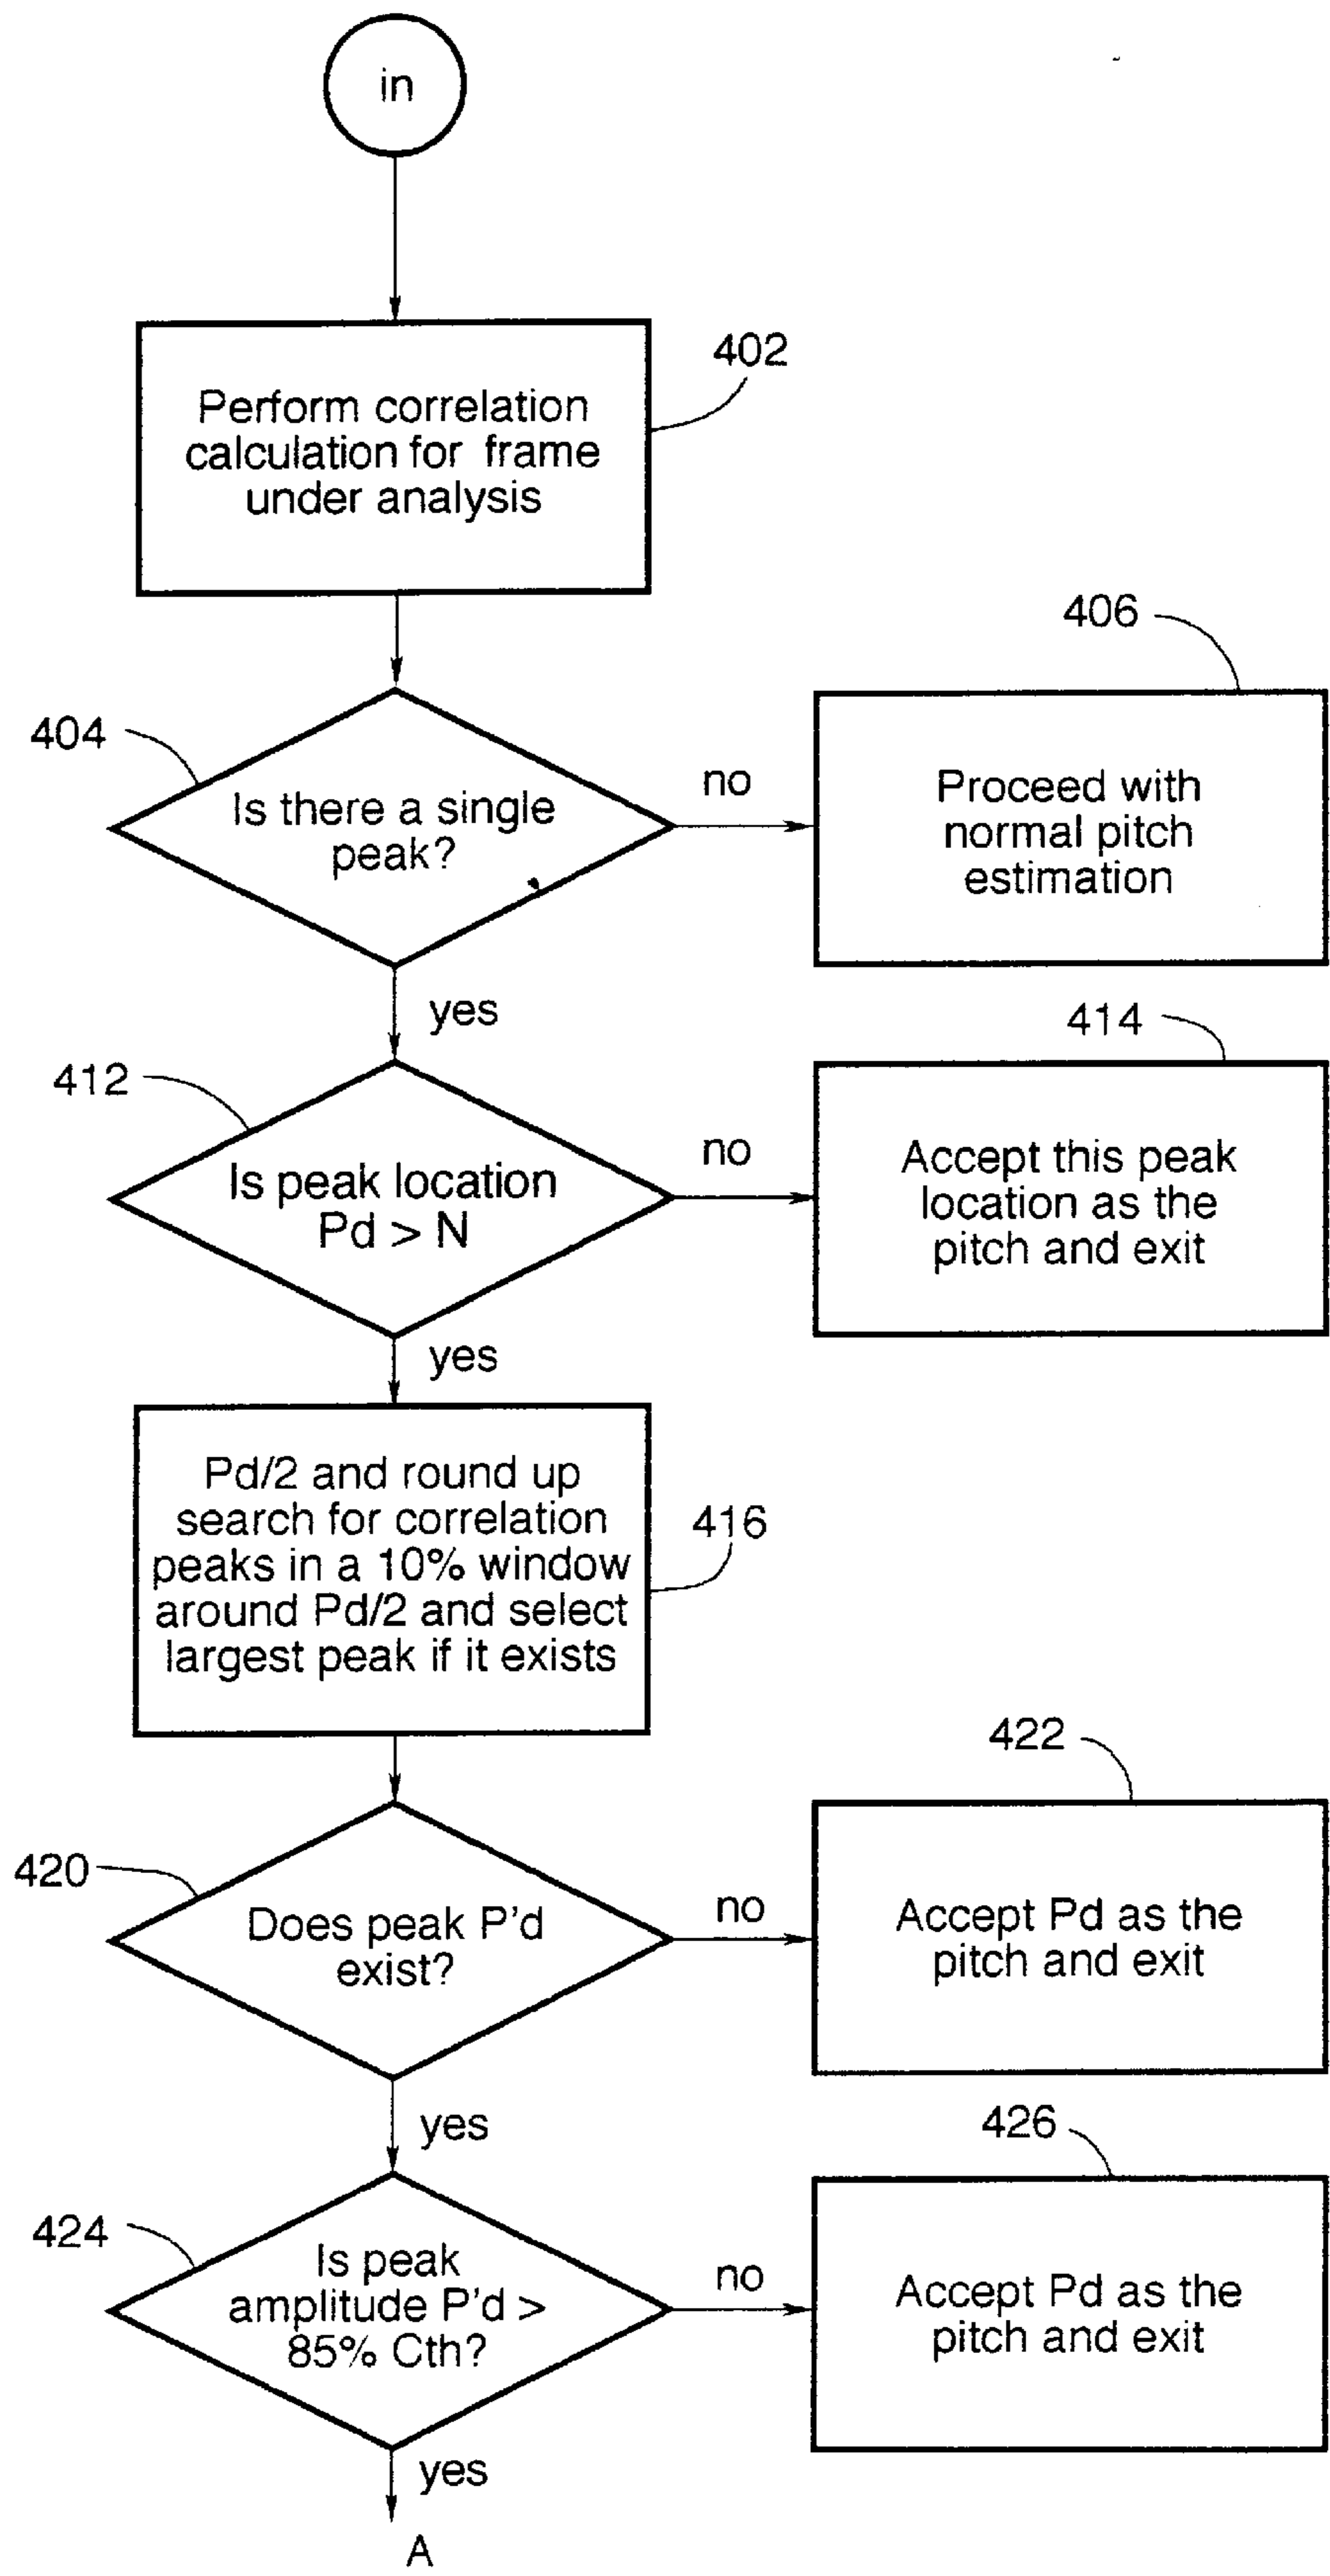 in
402
Perform correlation
calculation for frame
under analysis
406
404
Is there a single
peak?
no
Proceed with
normal pitch
estimation
yes
414
412
Is peak location
Pd > N
no
Accept this peak
location as the
pitch and exit
yes
Pd/2 and round up
search for correlation
peaks in a 10% window
around Pd/2 and select
largest peak if it exists
416
422
420
Does peak P'd
exist?
no
Accept Pd as the
pitch and exit
yes
426
424
Is peak
amplitude P'd >
85% Cth?
no
Accept Pd as the
pitch and exit
yes
A